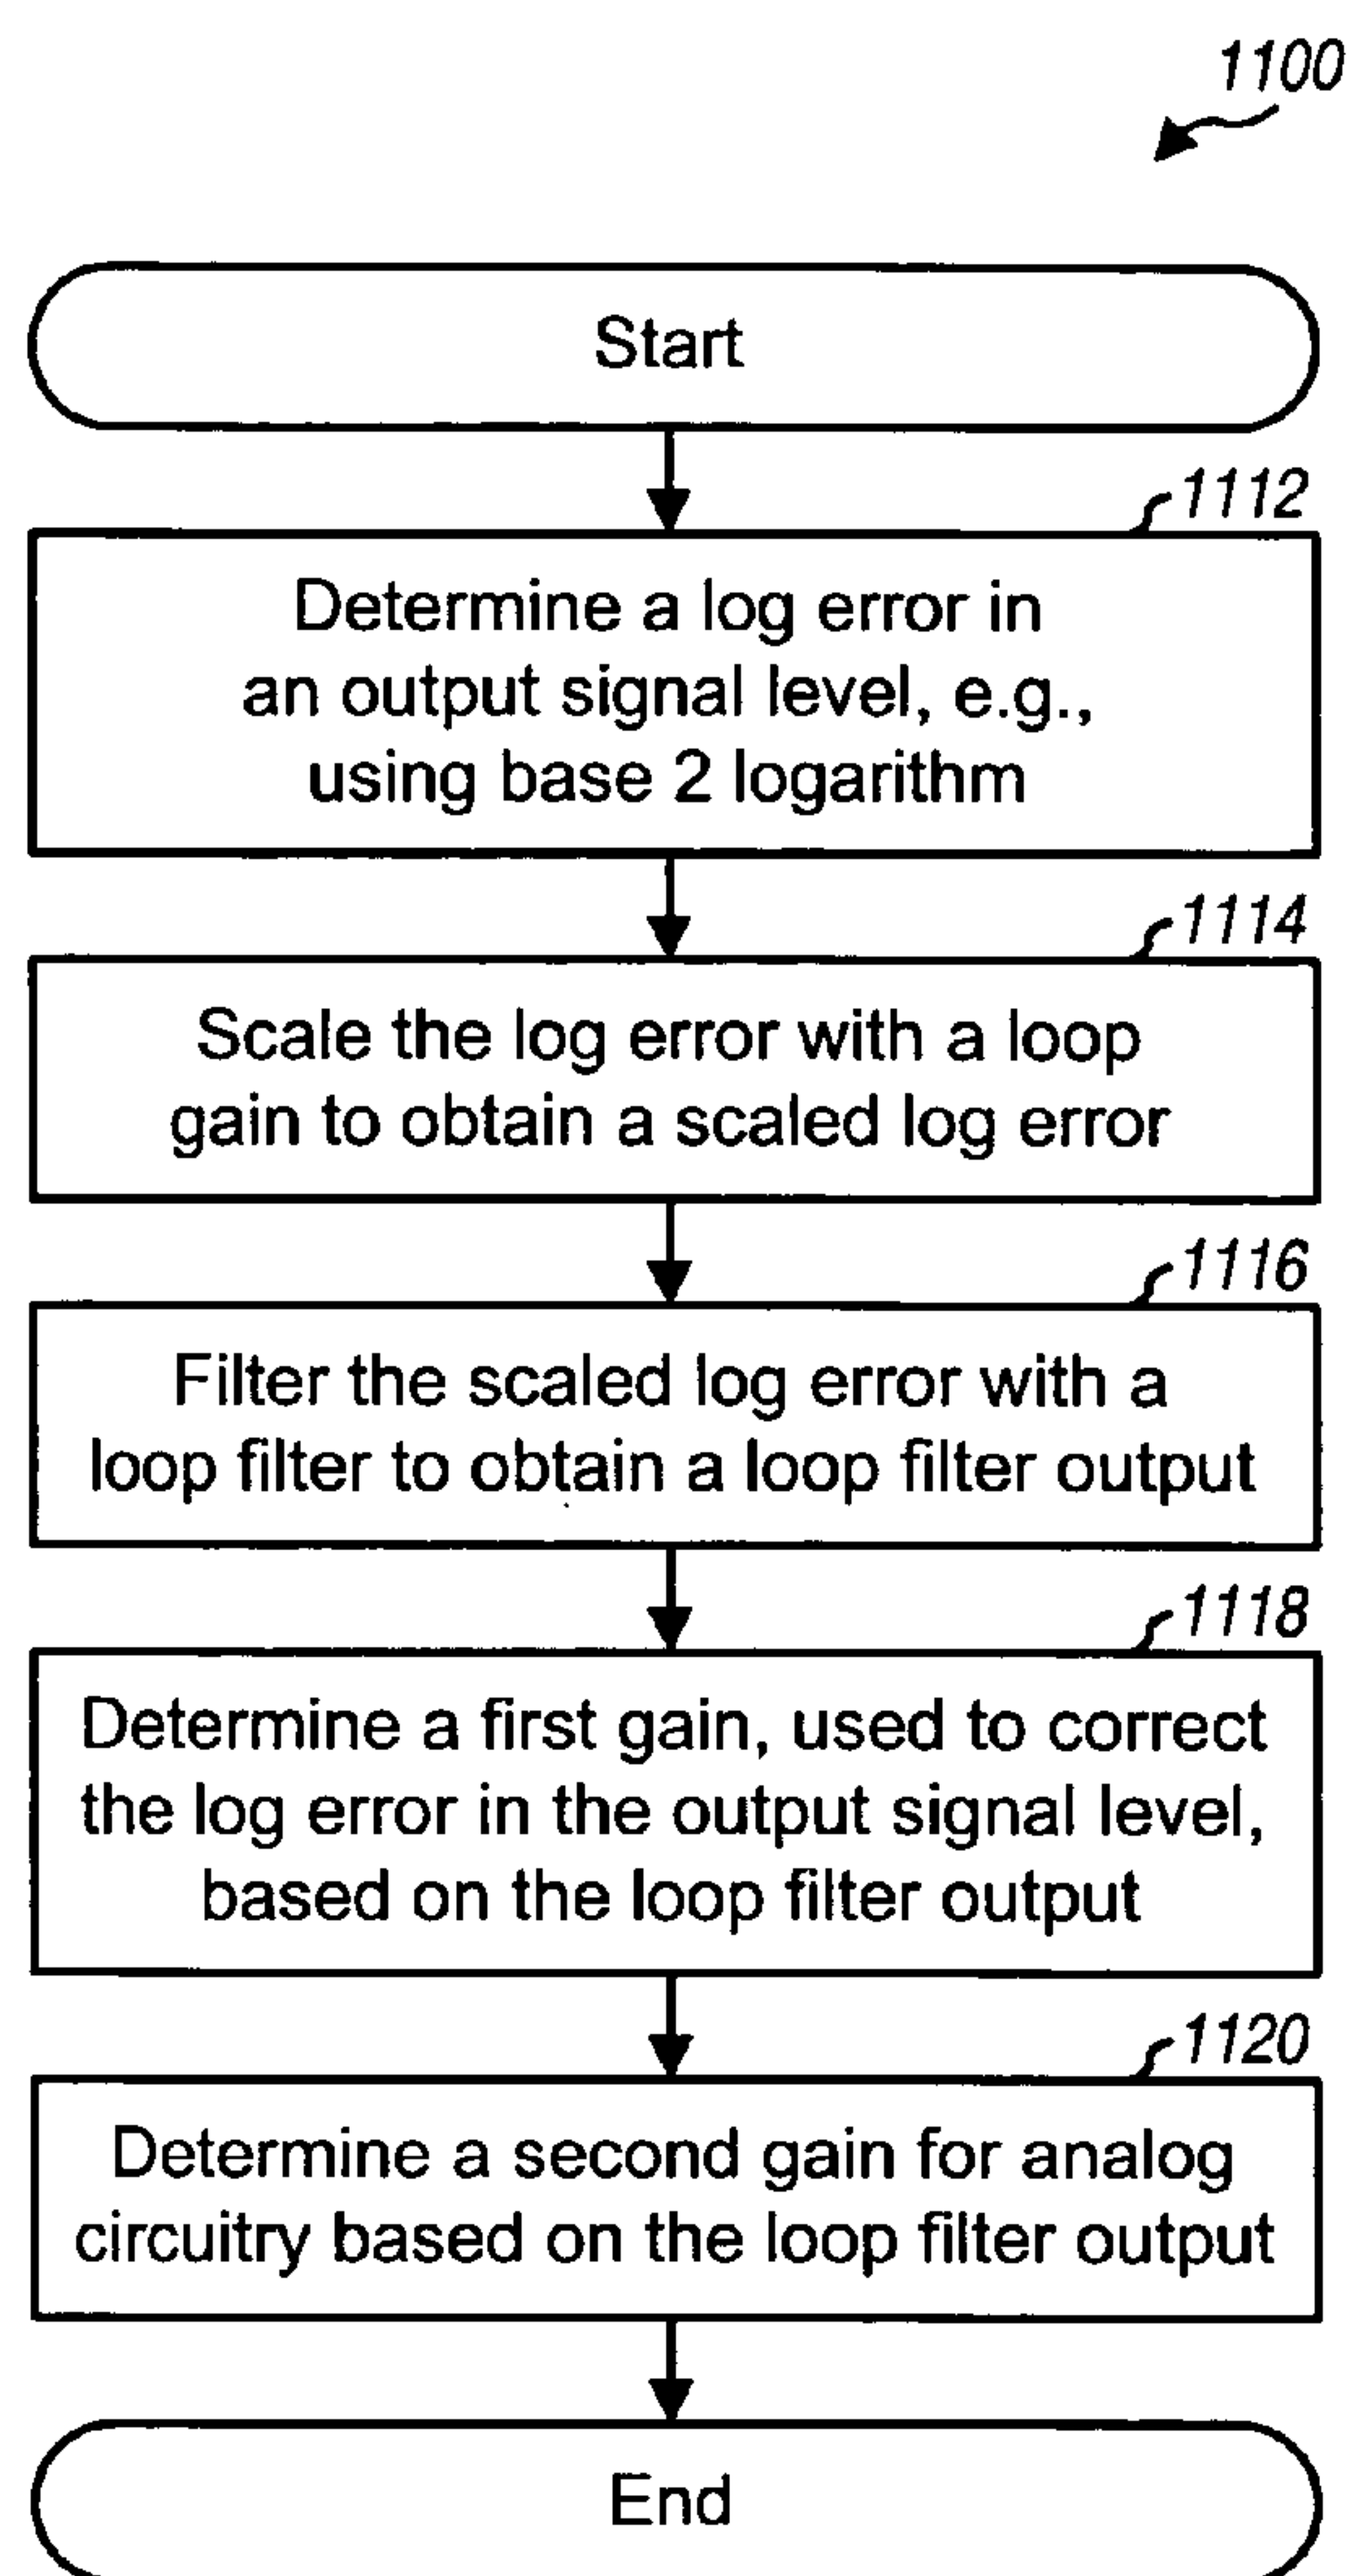 1100
Start
1112
Determine a log error in
an output signal level, e.g.,
using base 2 logarithm
1114
Scale the log error with a loop
gain to obtain a scaled log error
1116
Filter the scaled log error with a
loop filter to obtain a loop filter output
1118
Determine a first gain, used to correct
the log error in the output signal level,
based on the loop filter output
1120
Determine a second gain for analog
circuitry based on the loop filter output
End